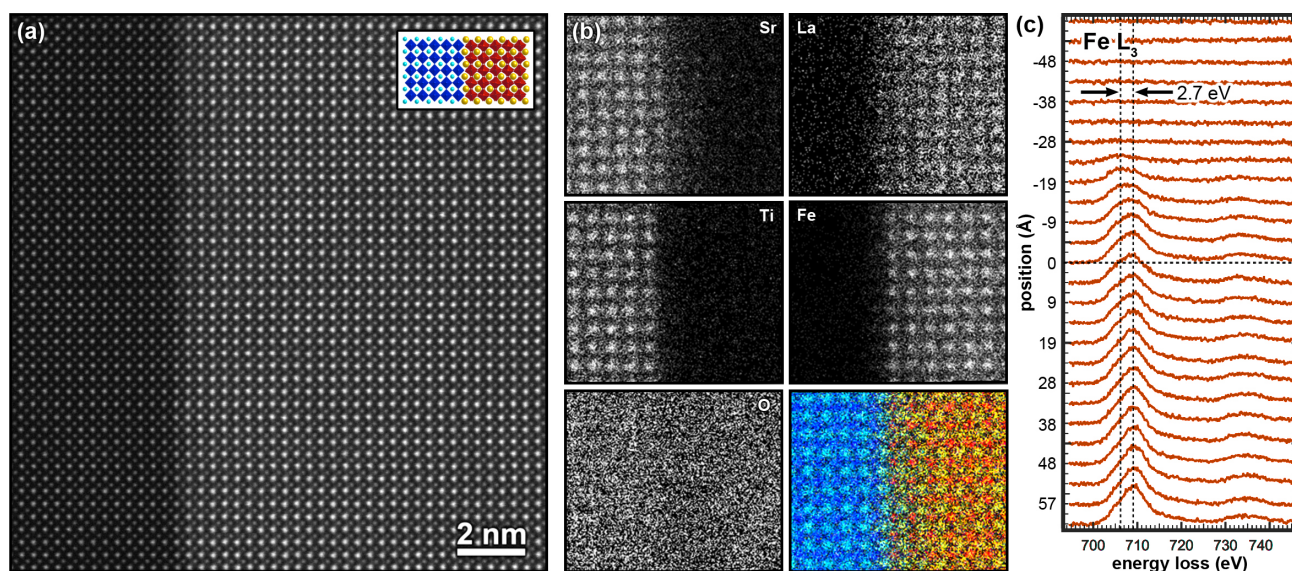 (a)
2 nm
(b)
Sr
La
Ti
Fe
O
(c)
Fe L3
2.7 eV
-48
-38
-28
-19
-9
0
9
19
28
38
48
57
position (Å)
700 710 720 730 740
energy loss (eV)